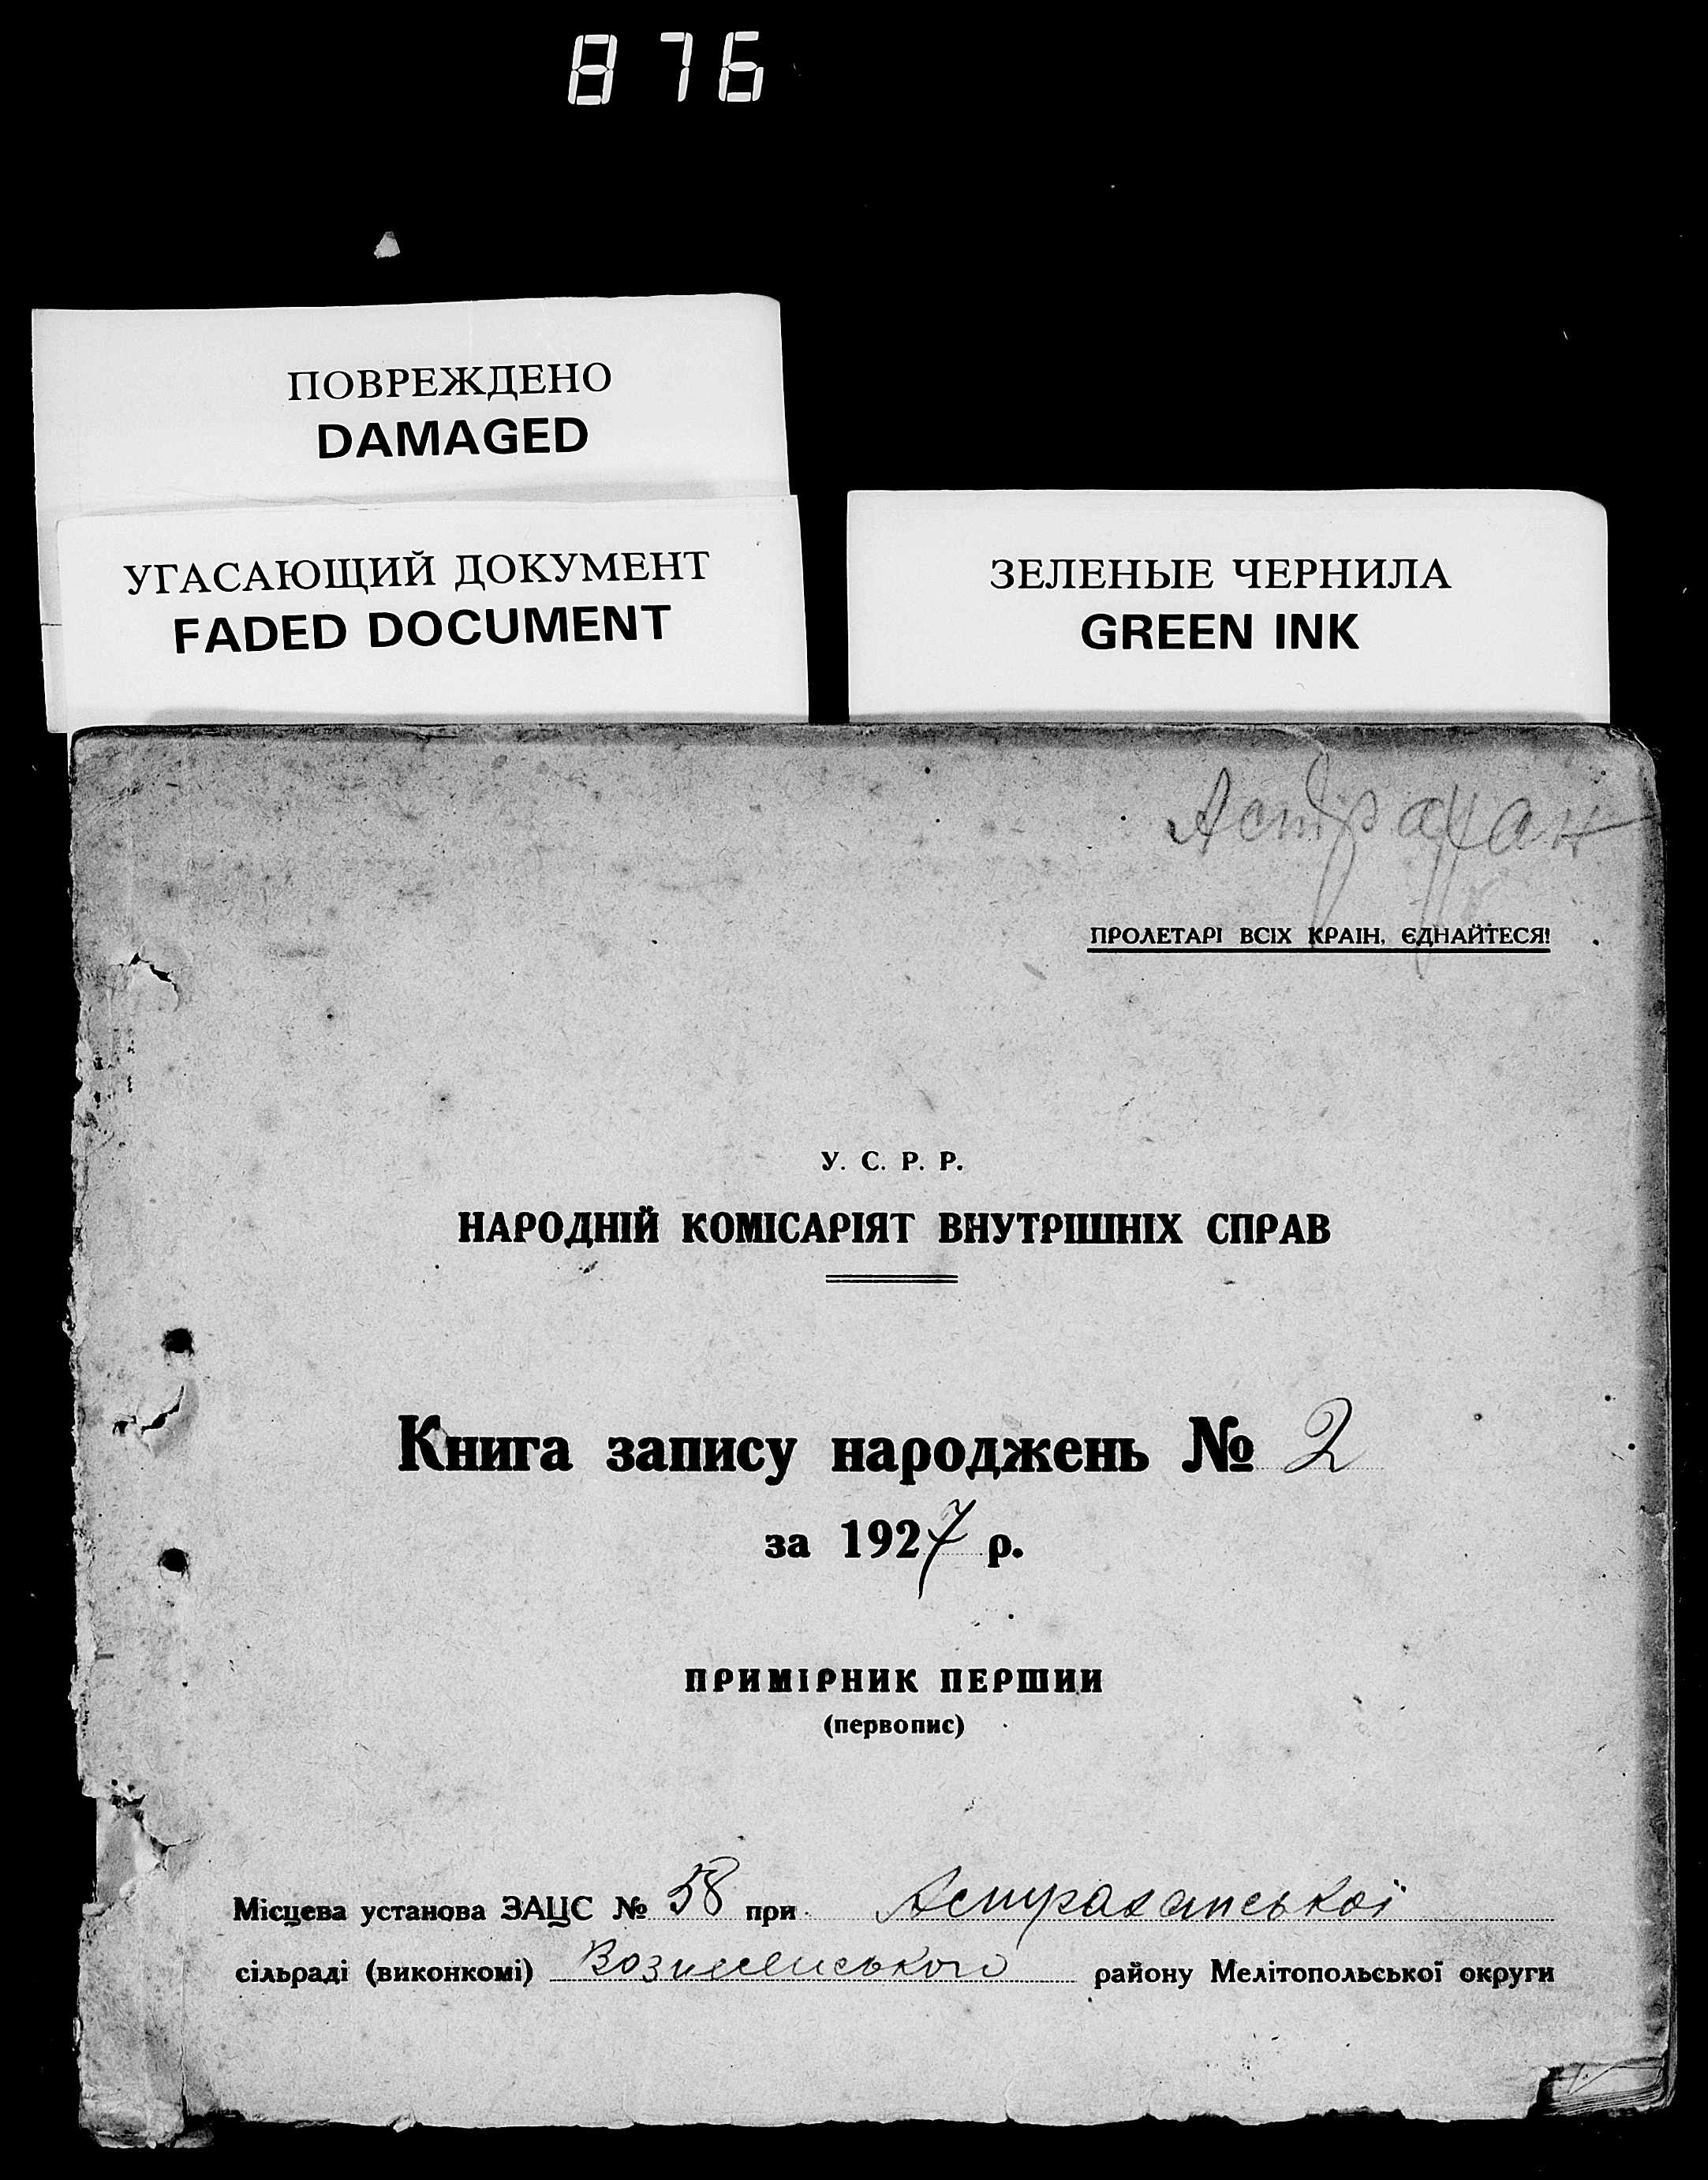 876
ПОВРЕЖДЕНО
DAMAGED
УГАСАЮЩИЙ ДОКУМЕНТ
FADED DOCUMENT
ЗЕЛЕНЫЕ ЧЕРНИЛА
GREEN INK
Астрахан
ПРОЛЕТАРІ ВСІХ КРАІН, ЄДНАЙТЕСЯ!
У. С. Р. Р.
НАРОДНІЙ КОМІСАРІЯТ ВНУТРІШНІХ СПРАВ
Книга запису народжень № 2
за 1927 р.
ПРИМІРНИК ПЕРШИИ
(первопис)
Місцева установа ЗАЦС № 58 при Астраханської
сільраді (виконкомі) Вознесенського району Мелітопольської округи